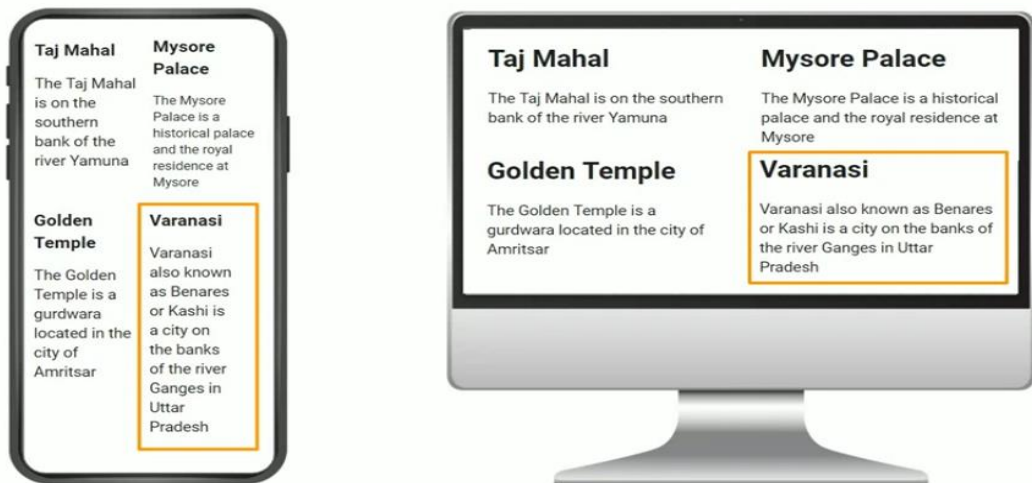 Taj Mahal
The Taj Mahal
is on the
southern
bank of the
river Yamuna
Mysore
Palace
The Mysore
Palace is a
historical palace
and the royal
residence at
Mysore
Golden
Temple
The Golden
Temple is a
gurdwara
located in the
city of
Amritsar
Varanasi
Varanasi
also known
as Benares
or Kashi is
a city on
the banks
of the river
Ganges in
Uttar
Pradesh
Taj Mahal
The Taj Mahal is on the southern
bank of the river Yamuna
Mysore Palace
The Mysore Palace is a historical
palace and the royal residence at
Mysore
Golden Temple
The Golden Temple is a
gurdwara located in the city of
Amritsar
Varanasi
Varanasi also known as Benares
or Kashi is a city on the banks of
the river Ganges in Uttar
Pradesh